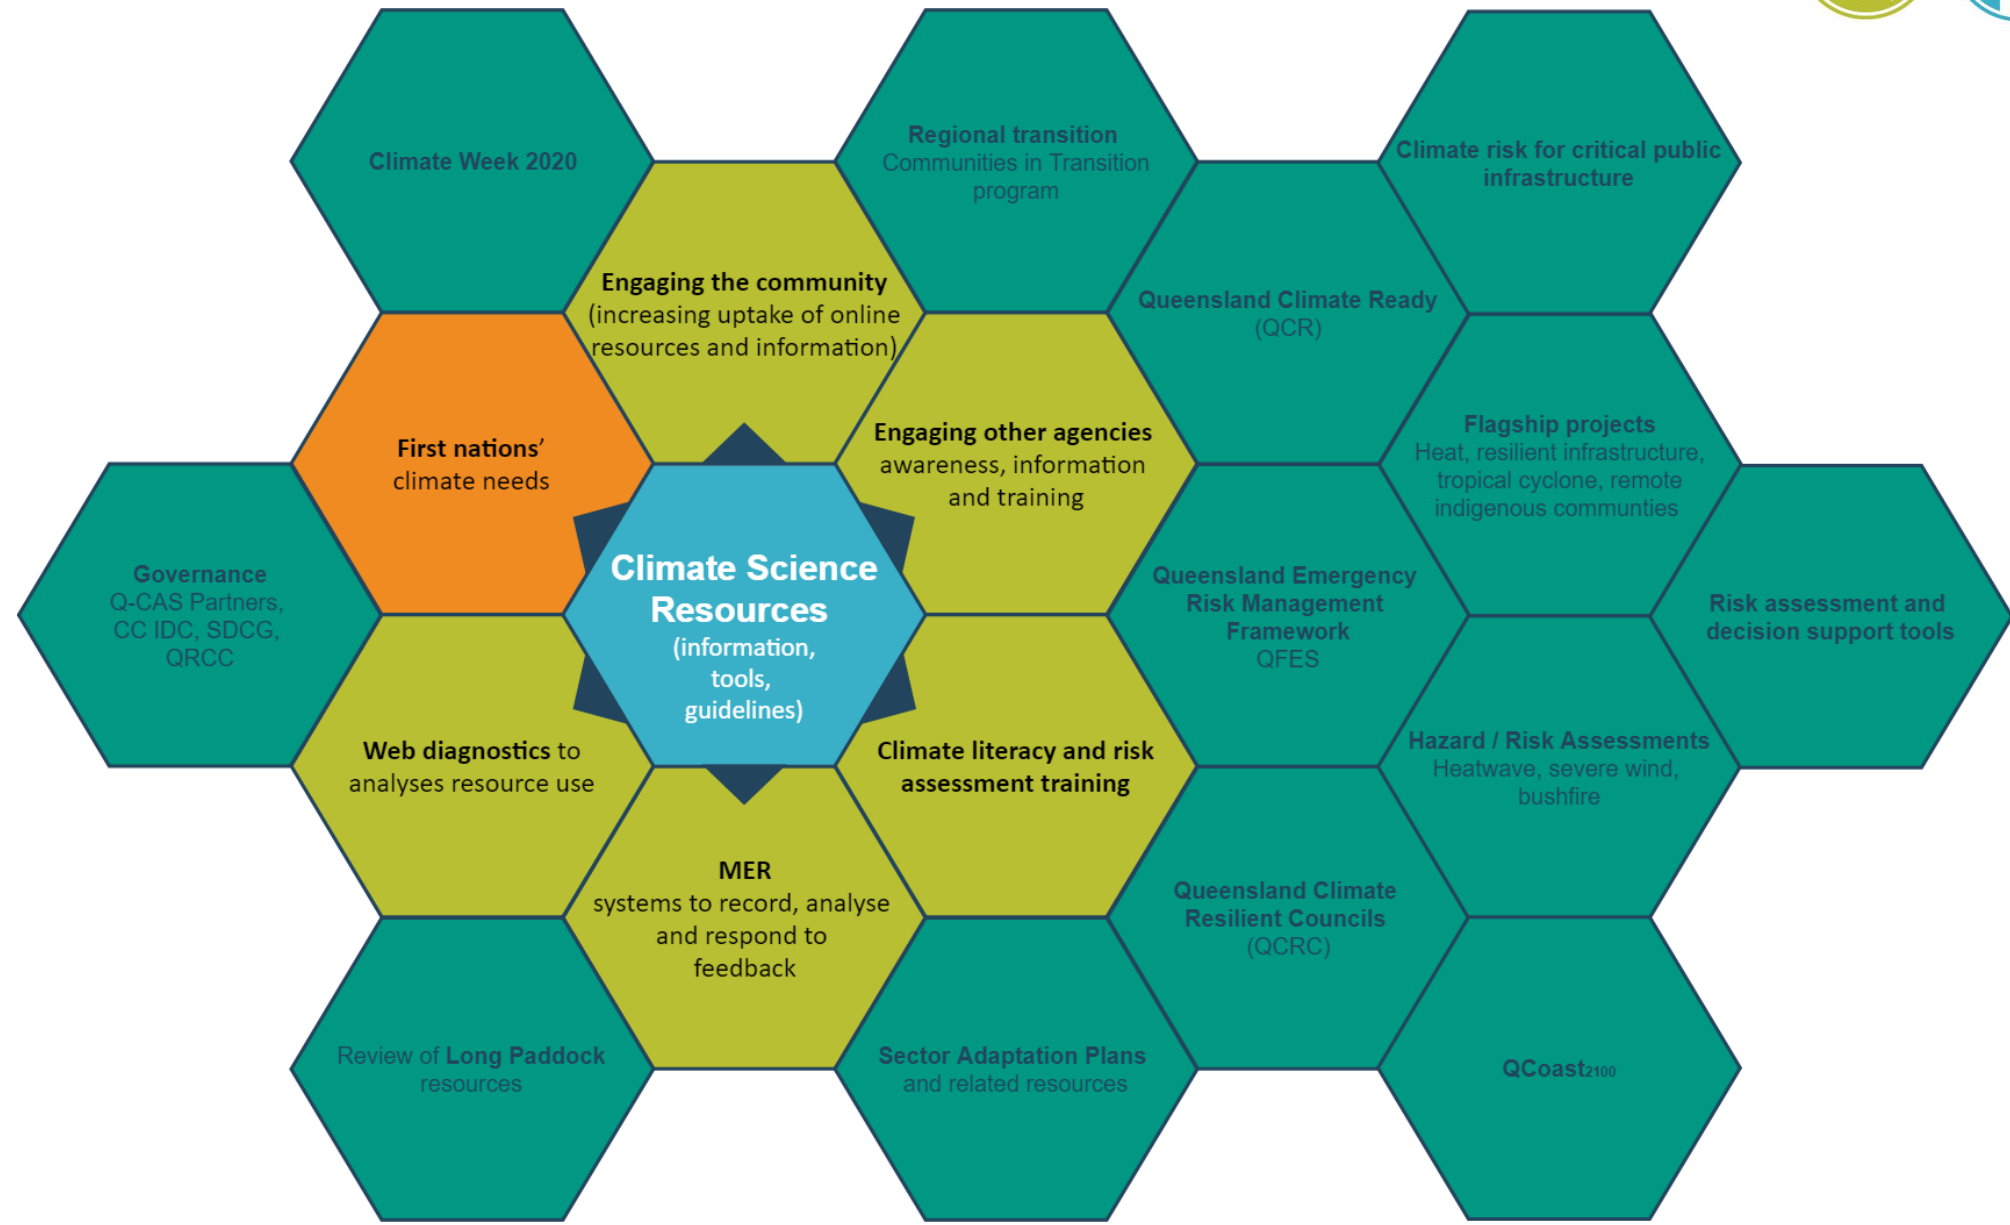 Climate Week 2020
Regional transition
Communities in Transition
program
Climate risk for critical public
infrastructure
Engaging the community
(increasing uptake of online
resources and information)
Queensland Climate Ready
(QCR)
First nations’
climate needs
Engaging other agencies
awareness, information
and training
Flagship projects
Heat, resilient infrastructure,
tropical cyclone, remote
indigenous communties
Governance
Q-CAS Partners,
CC IDC, SDCG,
QRCC
Climate Science
Resources
(information,
tools,
guidelines)
Queensland Emergency
Risk Management
Framework
QFES
Risk assessment and
decision support tools
Web diagnostics to
analyses resource use
Climate literacy and risk
assessment training
Hazard / Risk Assessments
Heatwave, severe wind,
bushfire
MER
systems to record, analyse
and respond to
feedback
Queensland Climate
Resilient Councils
(QCRC)
Review of Long Paddock
resources
Sector Adaptation Plans
and related resources
QCoast2100